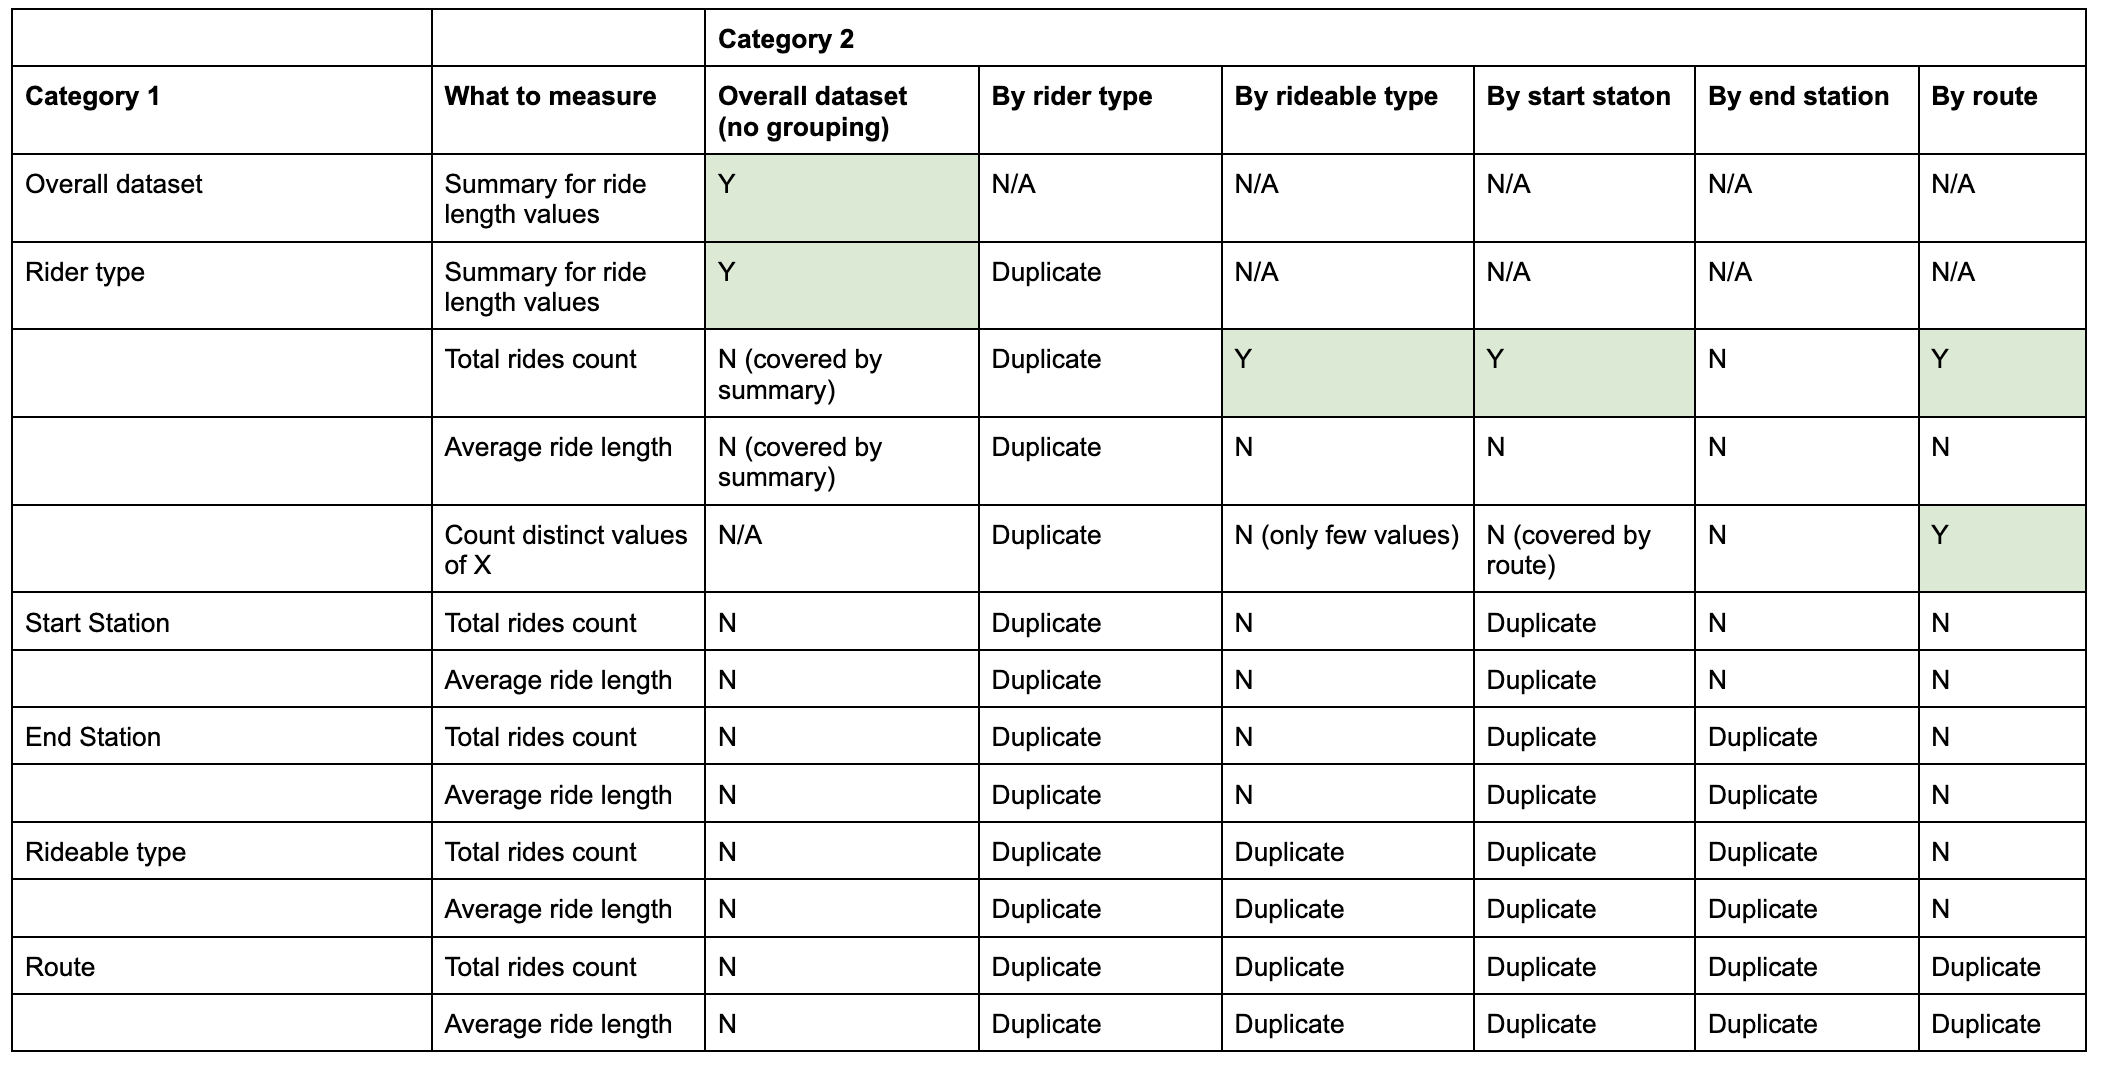 Category 2
Category 1 What to measure Overall dataset (no grouping) By rider type By rideable type By start staton By end station By route
Overall dataset Summary for ride length values Y N/A N/A N/A N/A N/A
Rider type Summary for ride length values Y Duplicate N/A N/A N/A N/A
Total rides count N (covered by summary) Duplicate Y Y N Y
Average ride length N (covered by summary) Duplicate N N N N
Count distinct values of X N/A Duplicate N (only few values) N (covered by route) N Y
Start Station Total rides count N Duplicate N Duplicate N N
Average ride length N Duplicate N Duplicate N N
End Station Total rides count N Duplicate N Duplicate Duplicate N
Average ride length N Duplicate N Duplicate Duplicate N
Rideable type Total rides count N Duplicate Duplicate Duplicate Duplicate N
Average ride length N Duplicate Duplicate Duplicate Duplicate N
Route Total rides count N Duplicate Duplicate Duplicate Duplicate Duplicate
Average ride length N Duplicate Duplicate Duplicate Duplicate Duplicate